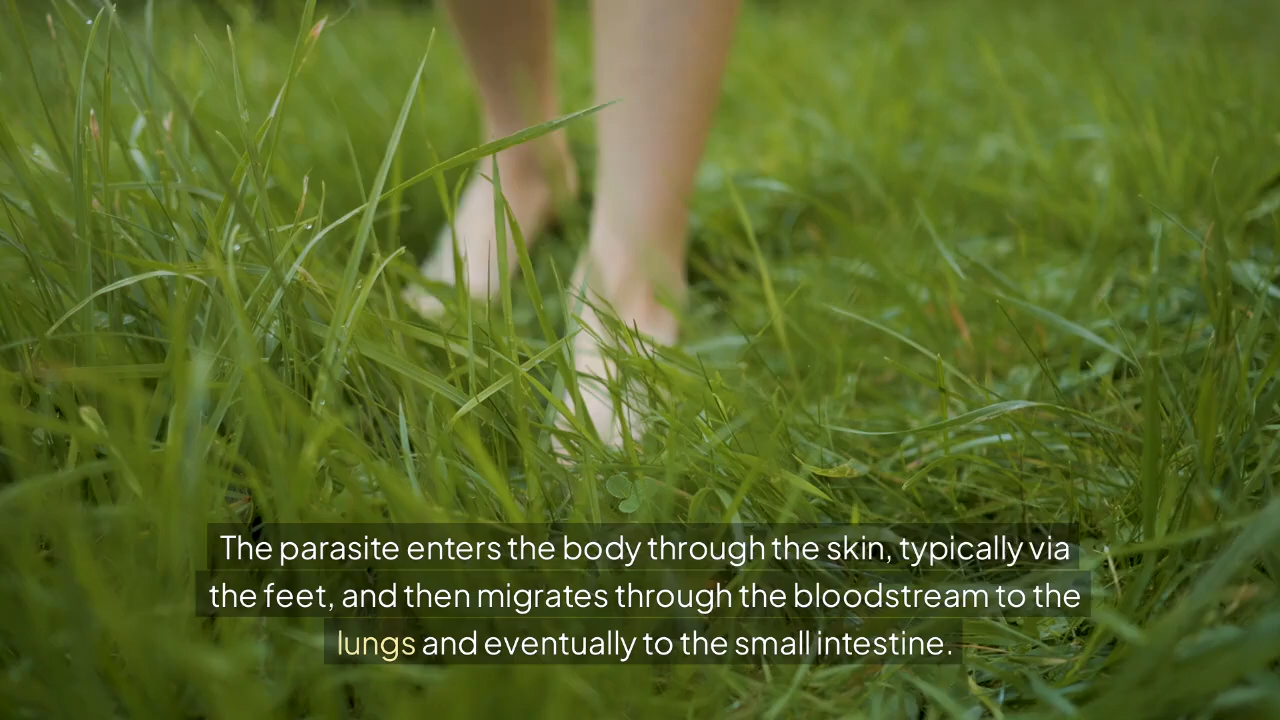 The parasite enters the body through the skin, typically via
the feet, and then migrates through the bloodstream to the
lungs and eventually to the small intestine.